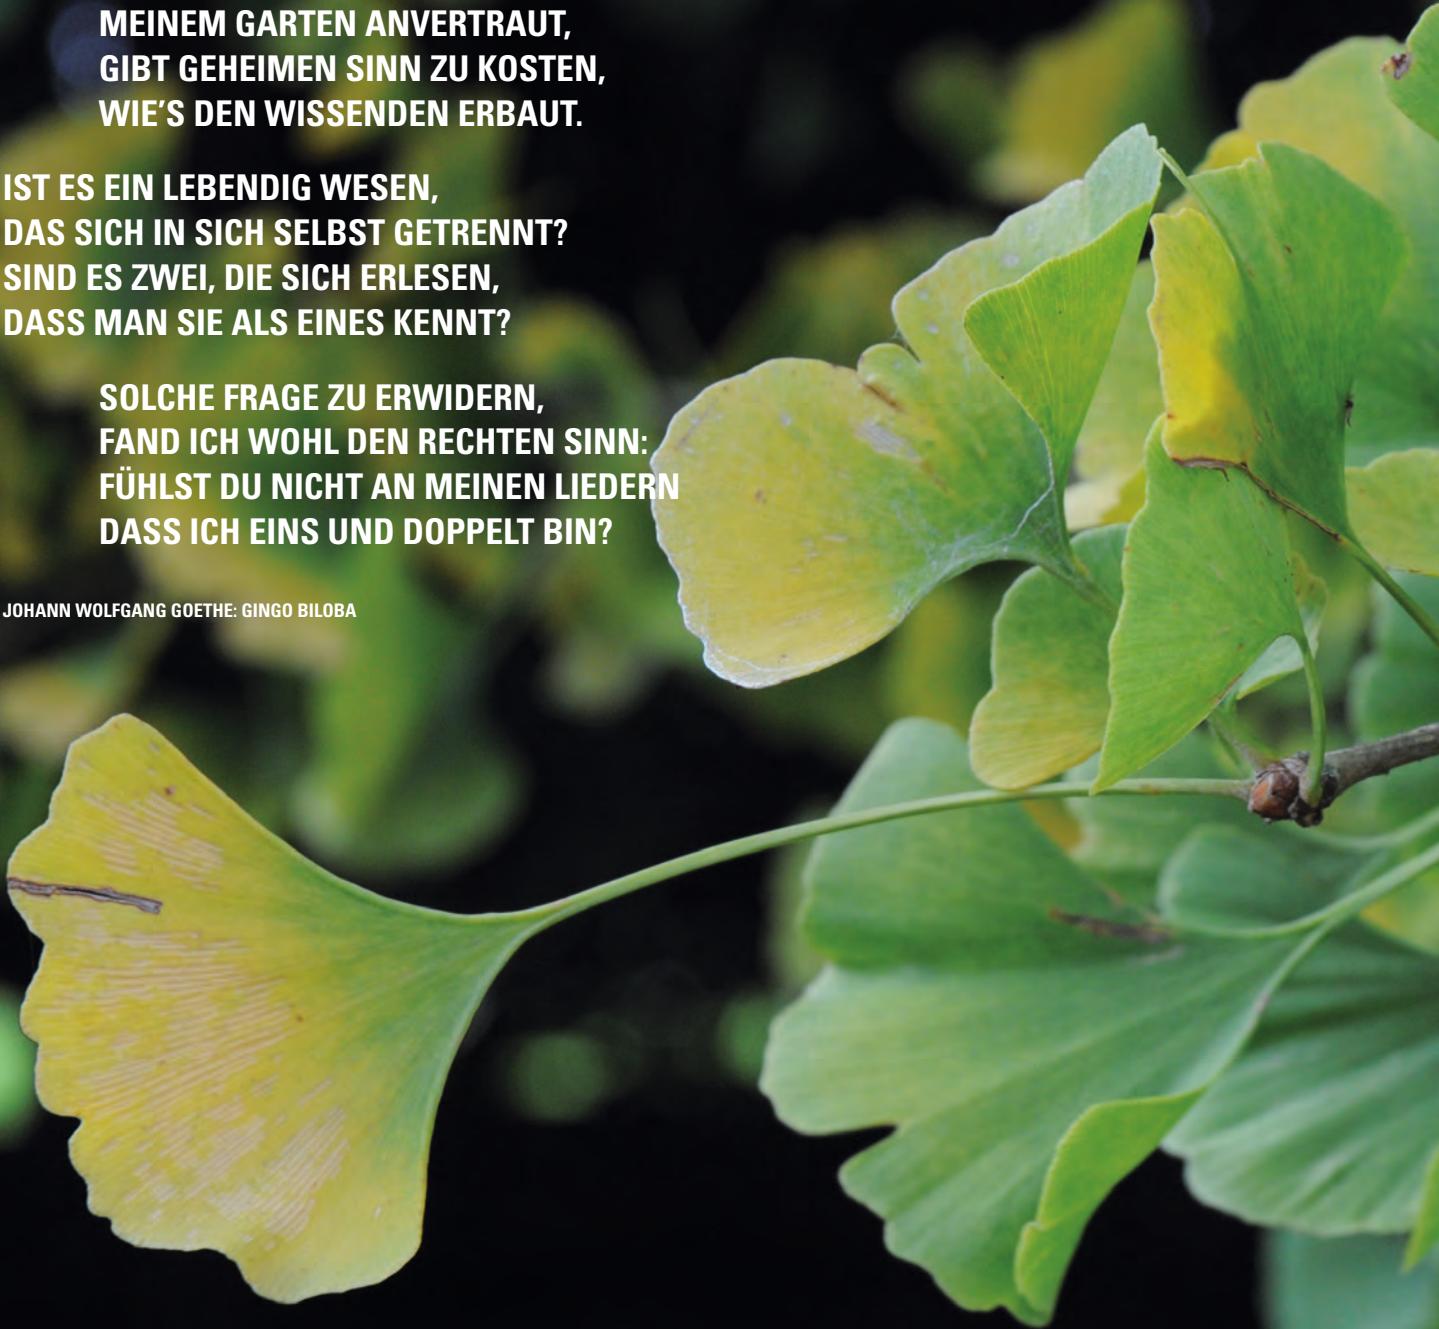 MEINEM GARTEN ANVERTRAUT,
GIBT GEHEIMEN SINN ZU KOSTEN,
WIE’S DEN WISSENDEN ERBAUT.
IST ES EIN LEBENDIG WESEN,
DAS SICH IN SICH SELBST GETRENNT?
SIND ES ZWEI, DIE SICH ERLESEN,
DASS MAN SIE ALS EINES KENNT?
SOLCHE FRAGE ZU ERWIDERN,
FAND ICH WOHL DEN RECHTEN SINN:
FÜHLST DU NICHT AN MEINEN LIEDERN
DASS ICH EINS UND DOPPELT BIN?
JOHANN WOLFGANG GOETHE: GINGO BILOBA